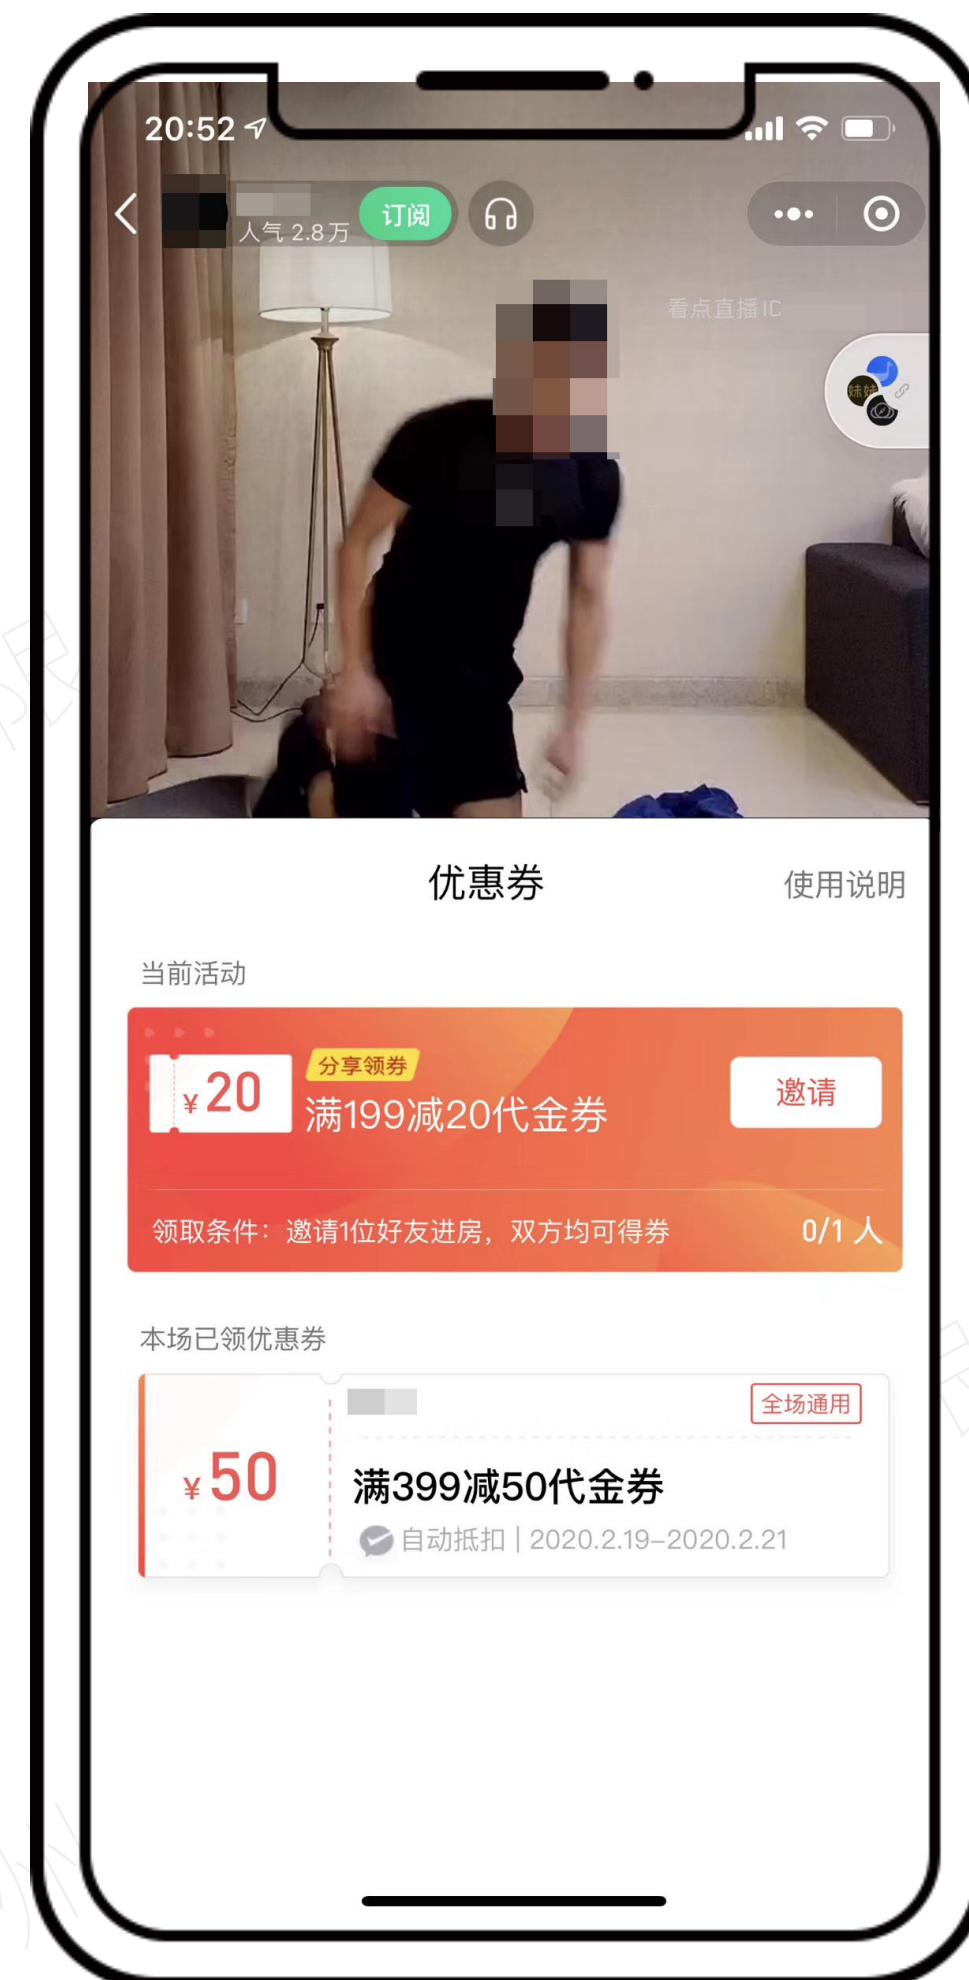 20:52
人气 2.8万
订阅
看点直播
妹妹
优惠券
使用说明
当前活动
¥20
分享领券
满199减20代金券
邀请
领取条件：邀请1位好友进房，双方均可得券
0/1 人
本场已领优惠券
全场通用
¥50
满399减50代金券
自动抵扣 | 2020.2.19–2020.2.21
限
州